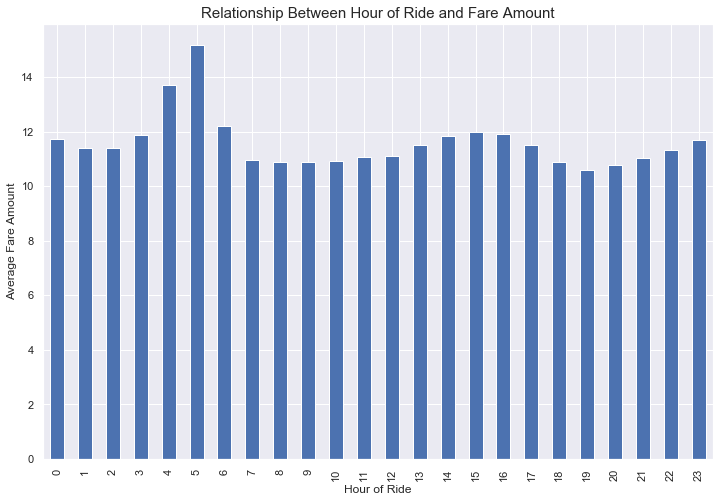 Relationship Between Hour of Ride and Fare Amount
Average Fare Amount
14
12
10
8
6
4
2
0
0 1 2 3 4 5 6 7 8 9 10 11 12 13 14 15 16 17 18 19 20 21 22 23
Hour of Ride